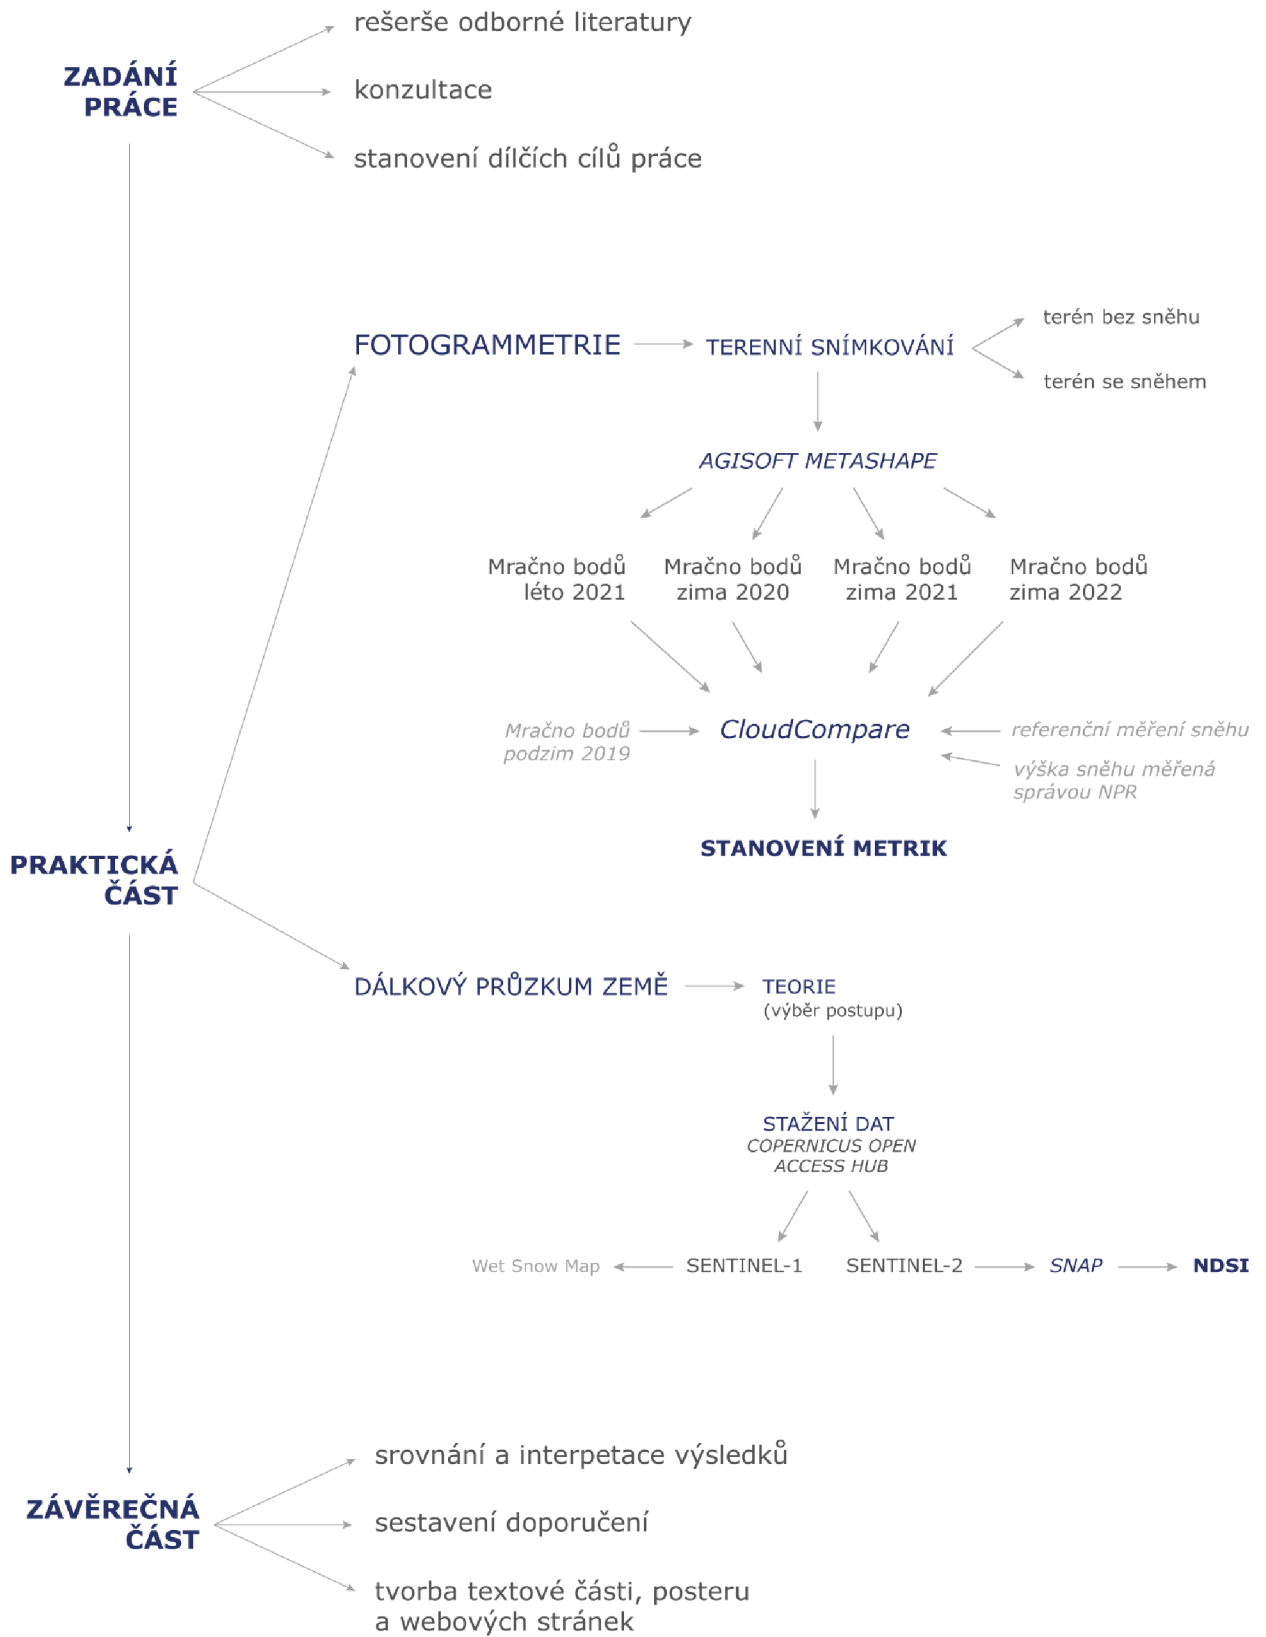 ZADÁNÍ
PRÁCE
rešerše odborné literatury
konzultace
stanovení dílčích cílů práce
FOTOGRAMMETRIE
TERENNÍ SNÍMKOVÁNÍ
terén bez sněhu
terén se sněhem
AGISOFT METASHAPE
Mračno bodů
léto 2021
Mračno bodů
zima 2020
Mračno bodů
zima 2021
Mračno bodů
zima 2022
Mračno bodů
podzim 2019
CloudCompare
referenční měření sněhu
výška sněhu měřená
správou NPR
STANOVENÍ METRIK
PRAKTICKÁ
ČÁST
DÁLKOVÝ PRŮZKUM ZEMĚ
TEORIE
(výběr postupu)
STAŽENÍ DAT
COPERNICUS OPEN
ACCESS HUB
Wet Snow Map
SENTINEL-1
SENTINEL-2
SNAP
NDSI
ZÁVĚREČNÁ
ČÁST
srovnání a interpetace výsledků
sestavení doporučení
tvorba textové části, posteru
a webových stránek